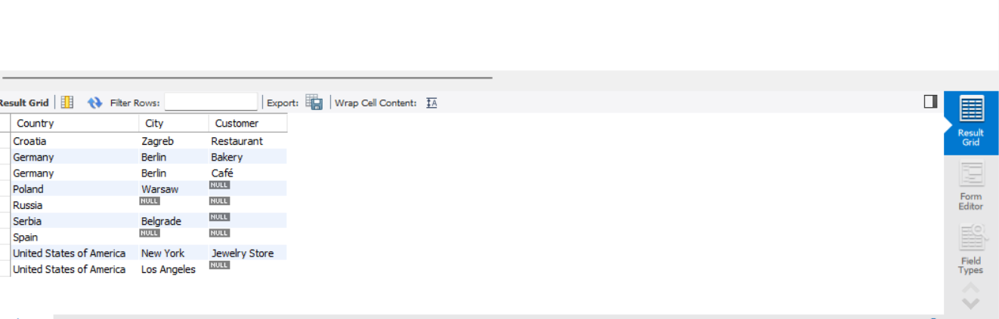 Result Grid Filter Rows: Export: Wrap Cell Content: IA
Country City Customer
Croatia Zagreb Restaurant
Germany Berlin Bakery
Germany Berlin Café
Poland Warsaw NULL
Russia NULL NULL
Serbia Belgrade NULL
Spain NULL NULL
United States of America New York Jewelry Store
United States of America Los Angeles NULL
Result
Grid
Form
Editor
Field
Types